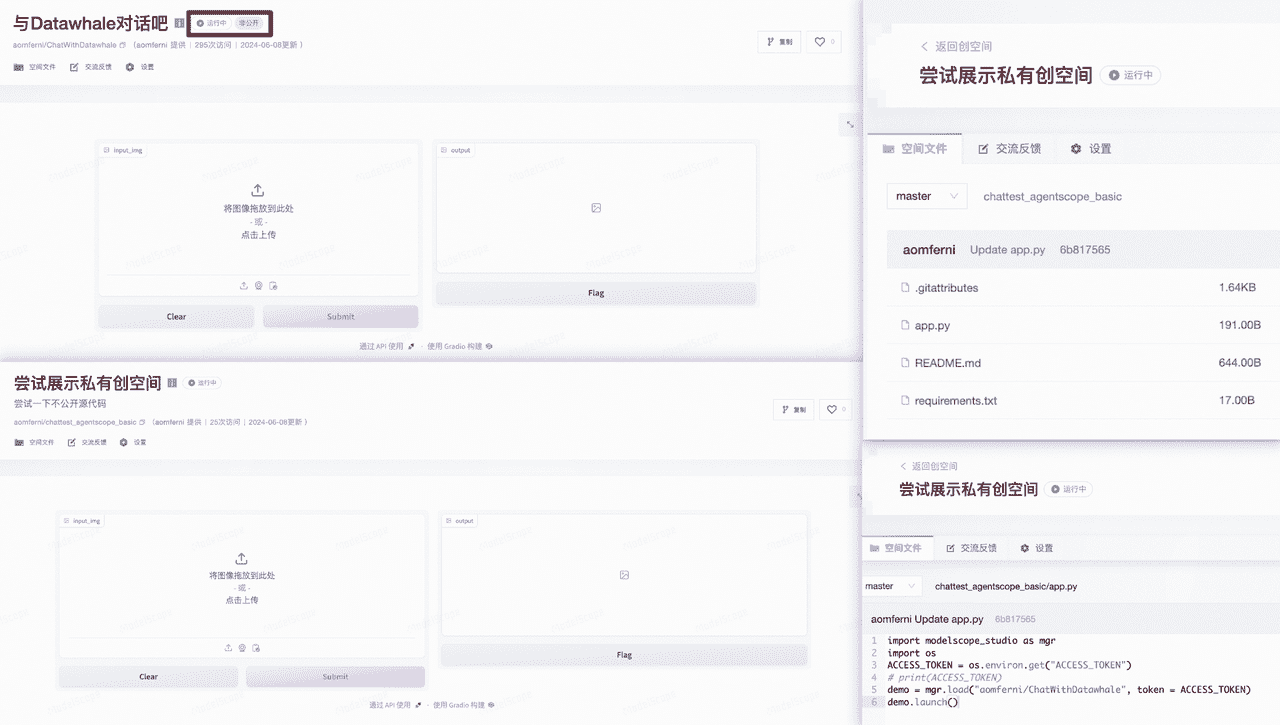 与Datawhale对话吧 运行中 非公开
aomferni/ChatWithDatawhale (aomferni 提供 | 295次访问 | 2024-06-08更新 )
复制 0
空间文件 交流反馈 设置
input_img
将图像拖放到此处
- 或 -
点击上传
output
Clear Submit
Flag
通过 API 使用 · 使用 Gradio 构建
尝试展示私有创空间 运行中
尝试一下不公开源代码
aomferni/chattest_agentscope_basic (aomferni 提供 | 25次访问 | 2024-06-08更新 )
复制 0
空间文件 交流反馈 设置
input_img
将图像拖放到此处
- 或 -
点击上传
output
Clear Submit
Flag
通过 API 使用 · 使用 Gradio 构建
返回创空间
尝试展示私有创空间 运行中
空间文件 交流反馈 设置
master chattest_agentscope_basic
aomferni Update app.py 6b817565
.gitattributes 1.64KB
app.py 191.00B
README.md 644.00B
requirements.txt 17.00B
返回创空间
尝试展示私有创空间 运行中
空间文件 交流反馈 设置
master chattest_agentscope_basic/app.py
aomferni Update app.py 6b817565
1 import modelscope_studio as mgr
2 import os
3 ACCESS_TOKEN = os.environ.get("ACCESS_TOKEN")
4 # print(ACCESS_TOKEN)
5 demo = mgr.load("aomferni/ChatWithDatawhale", token = ACCESS_TOKEN)
6 demo.launch()